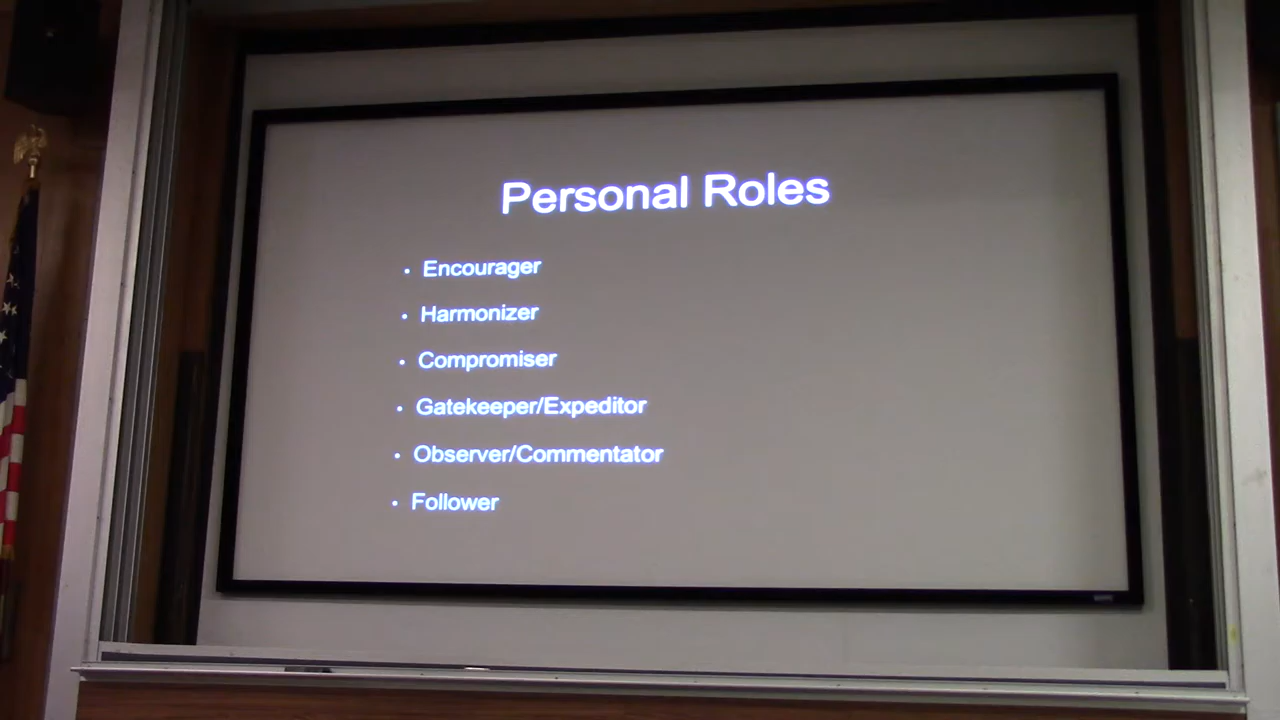 Personal Roles
• Encourager
• Harmonizer
• Compromiser
• Gatekeeper/Expeditor
• Observer/Commentator
• Follower